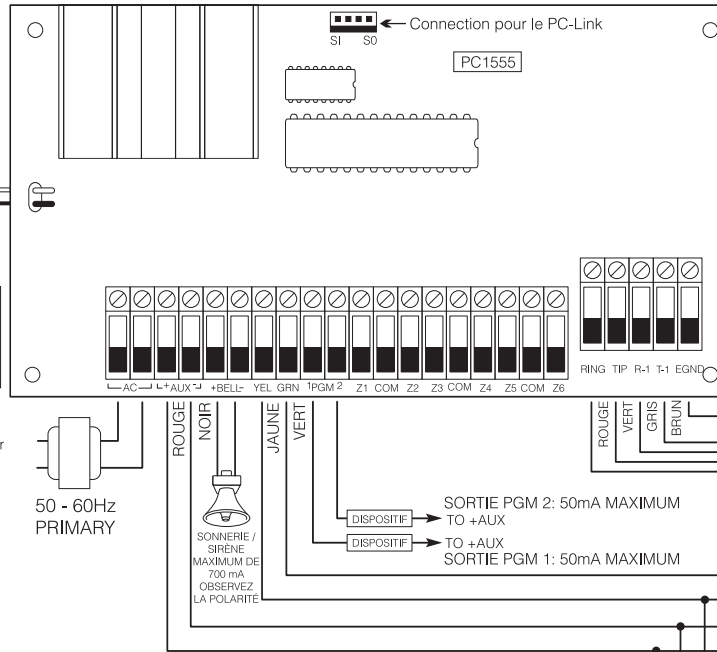 Connection pour le PC-Link
SI SO
PC1555
RING TIP R-1 T-1 EGND
AC +AUX- +BELL- YEL GRN 1PGM 2 Z1 COM Z2 Z3 COM Z4 Z5 COM Z6
ROUGE
NOIR
JAUNE
VERT
ROUGE
VERT
GRIS
BRUN
r
50 - 60Hz
PRIMARY
SONNERIE /
SIRÈNE
MAXIMUM DE
700 mA
OBSERVEZ
LA POLARITÉ
SORTIE PGM 2: 50mA MAXIMUM
DISPOSITIF TO +AUX
DISPOSITIF TO +AUX
SORTIE PGM 1: 50mA MAXIMUM